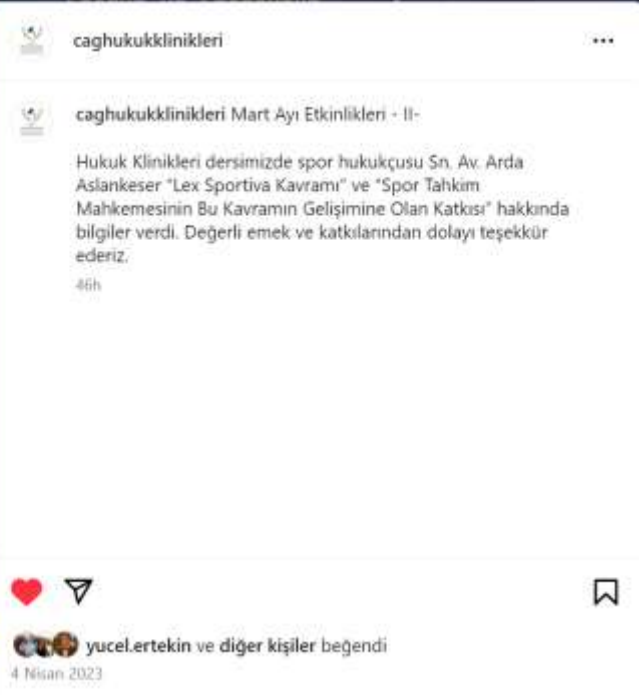 caghukukklinikleri
caghukukklinikleri Mart Ayı Etkinlikleri - II-
Hukuk Klinikleri dersimizde spor hukukçusu Sn. Av. Arda
Aslankeser "Lex Sportiva Kavramı" ve "Spor Tahkim
Mahkemesinin Bu Kavramın Gelişimine Olan Katkısı" hakkında
bilgiler verdi. Değerli emek ve katkılarından dolayı teşekkür
ederiz.
46h
yucel.ertekin ve diğer kişiler beğendi
4 Nisan 2023